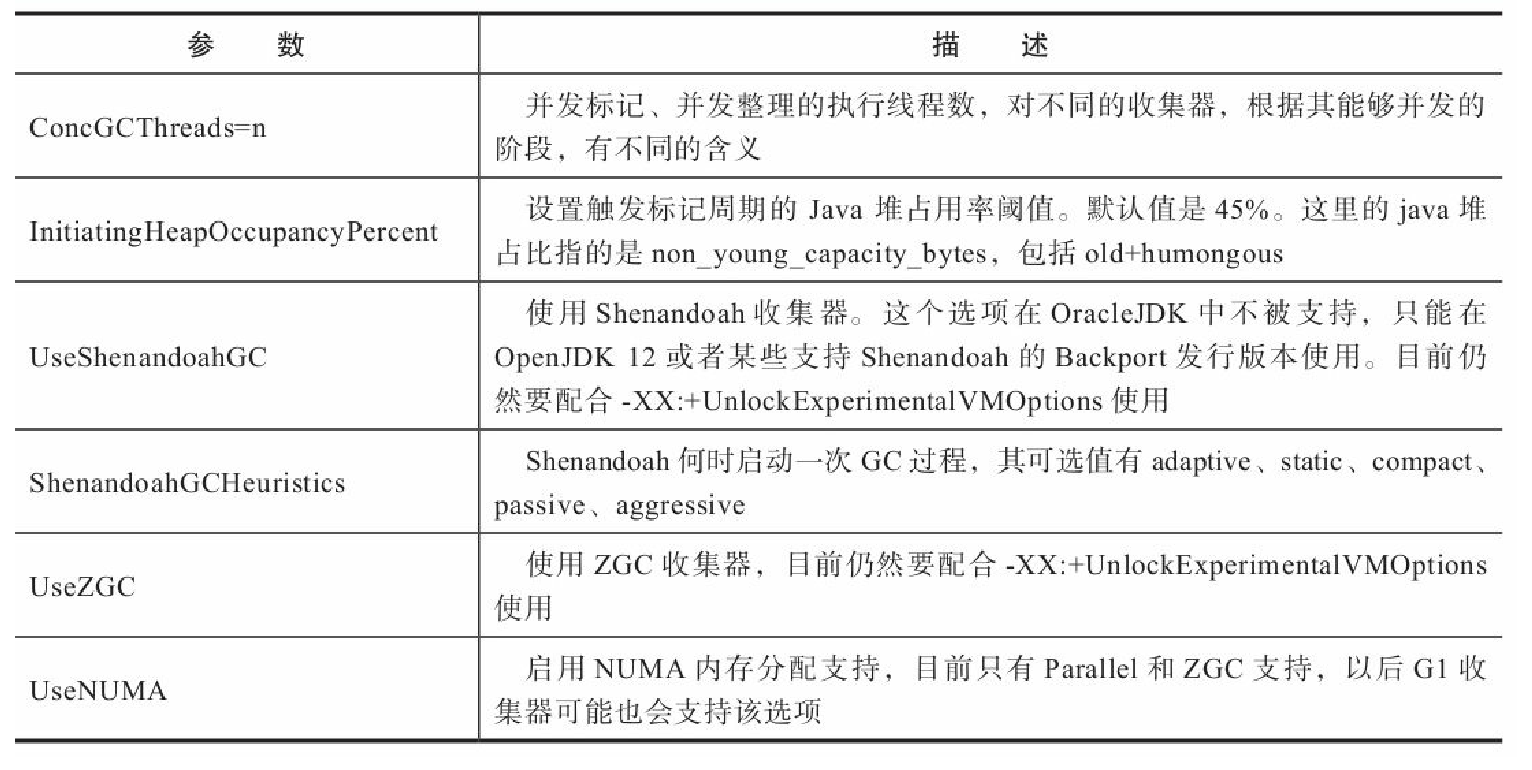 参 数
描 述
ConcGCThreads=n
并发标记、并发整理的执行线程数，对不同的收集器，根据其能够并发的
阶段，有不同的含义
InitiatingHeapOccupancyPercent
设置触发标记周期的 Java 堆占用率阈值。默认值是 45%。这里的 java 堆
占比指的是 non_young_capacity_bytes，包括 old+humongous
UseShenandoahGC
使用 Shenandoah 收集器。这个选项在 OracleJDK 中不被支持，只能在
OpenJDK 12 或者某些支持 Shenandoah 的 Backport 发行版本使用。目前仍
然要配合 -XX:+UnlockExperimentalVMOptions 使用
ShenandoahGCHeuristics
Shenandoah 何时启动一次 GC 过程，其可选值有 adaptive、static、compact、
passive、aggressive
UseZGC
使用 ZGC 收集器，目前仍然要配合 -XX:+UnlockExperimentalVMOptions
使用
UseNUMA
启用 NUMA 内存分配支持，目前只有 Parallel 和 ZGC 支持，以后 G1 收
集器可能也会支持该选项